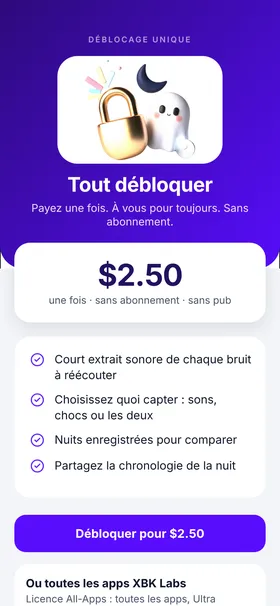 DÉBLOCAGE UNIQUE
Tout débloquer
Payez une fois. À vous pour toujours. Sans
abonnement.
$2.50
une fois · sans abonnement · sans pub
Court extrait sonore de chaque bruit
à réécouter
Choisissez quoi capter : sons,
chocs ou les deux
Nuits enregistrées pour comparer
Partagez la chronologie de la nuit
Débloquer pour $2.50
Ou toutes les apps XBK Labs
Licence All-Apps : toutes les apps, Ultra